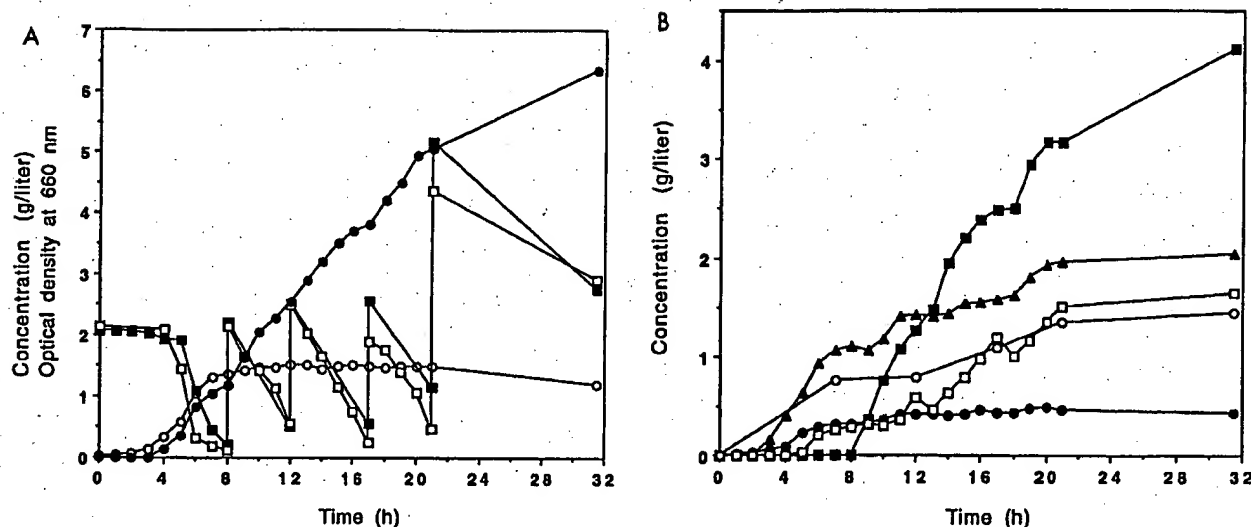 A
Concentration (g/liter)
Optical density at 660 nm
7
6
5
4
3
2
1
0
0 4 8 12 16 20 24 28 32
Time (h)
B
Concentration (g/liter)
4
3
2
1
0
0 4 8 12 16 20 24 28 32
Time (h)